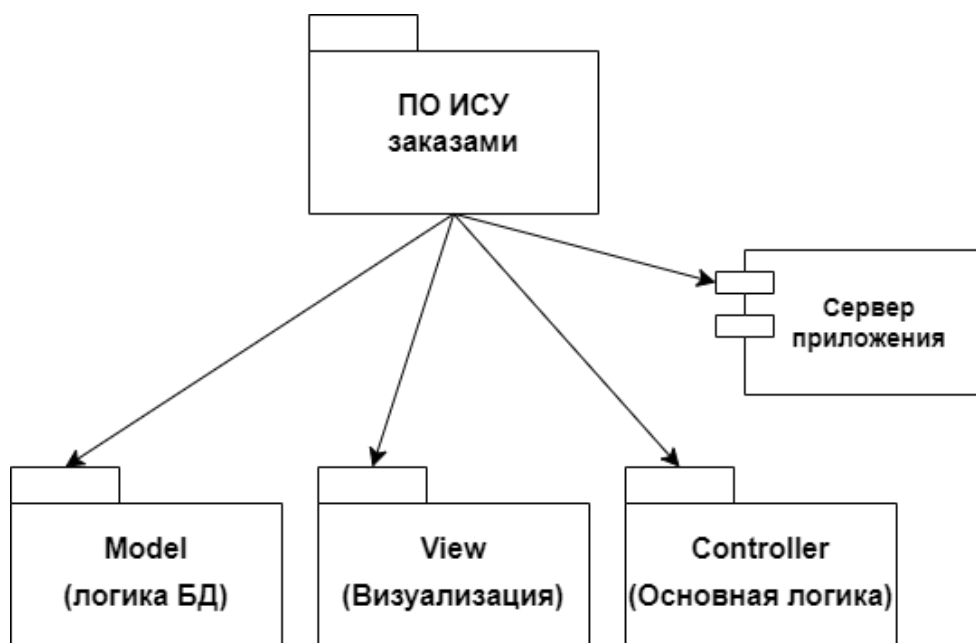 ПО ИСУ
заказами
Сервер
приложения
Model
(логика БД)
View
(Визуализация)
Controller
(Основная логика)